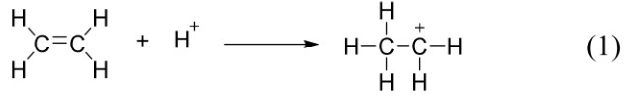 H H H
C=C + H⁺ ⟶ H–C–C⁺–H (1)
H H H H